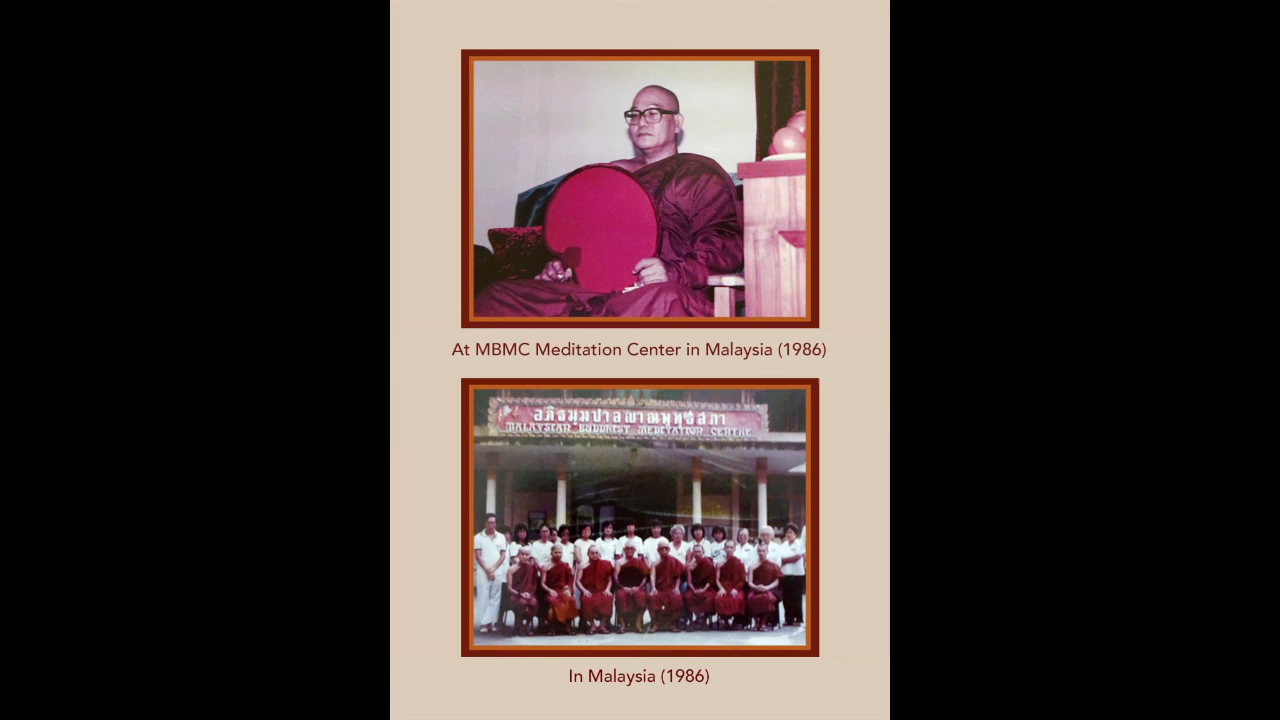 At MBMC Meditation Center in Malaysia (1986)
MALAYSIAN BUDDHIST MEDITATION CENTRE
In Malaysia (1986)